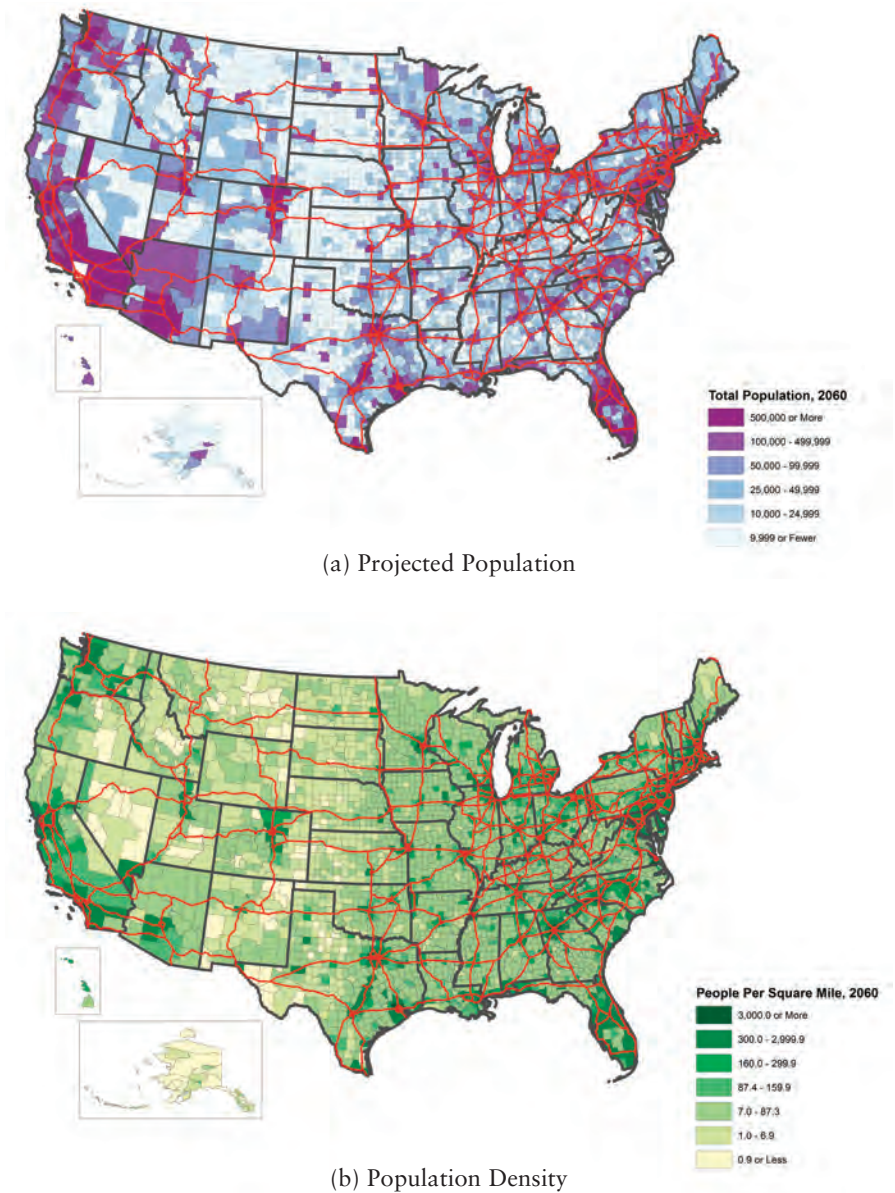 Total Population, 2060
500,000 or More
100,000 - 499,999
50,000 - 99,999
25,000 - 49,999
10,000 - 24,999
9,999 or Fewer
(a) Projected Population
People Per Square Mile, 2060
3,000.0 or More
300.0 - 2,999.9
160.0 - 299.9
87.4 - 159.9
7.0 - 87.3
1.0 - 6.9
0.9 or Less
(b) Population Density